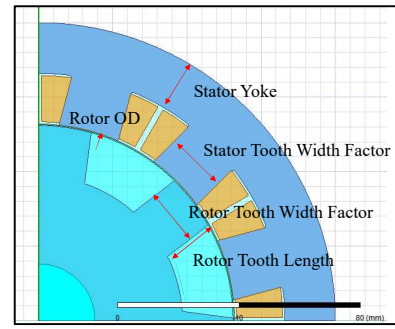 Stator Yoke
Rotor OD
Stator Tooth Width Factor
Rotor Tooth Width Factor
Rotor Tooth Length
0 40 80 (mm)